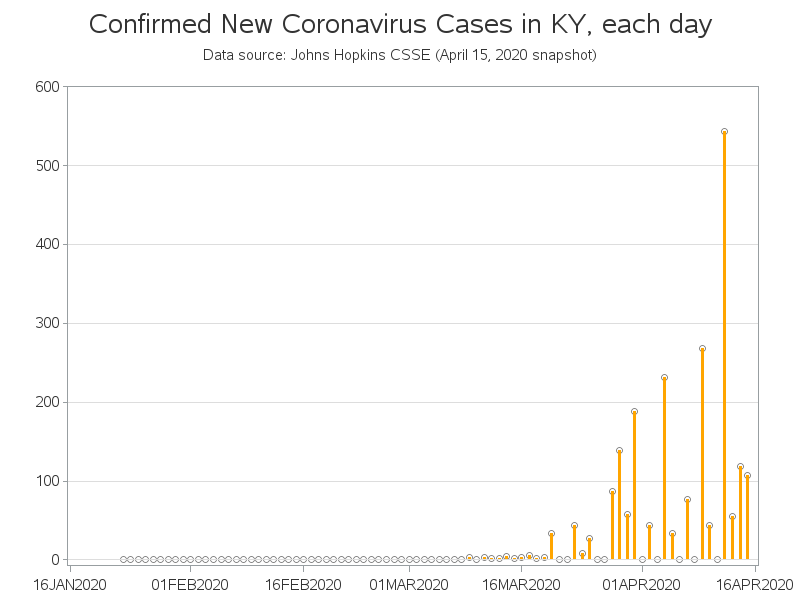 Confirmed New Coronavirus Cases in KY, each day
Data source: Johns Hopkins CSSE (April 15, 2020 snapshot)
600
500
400
300
200
100
0
16JAN2020 01FEB2020 16FEB2020 01MAR2020 16MAR2020 01APR2020 16APR2020